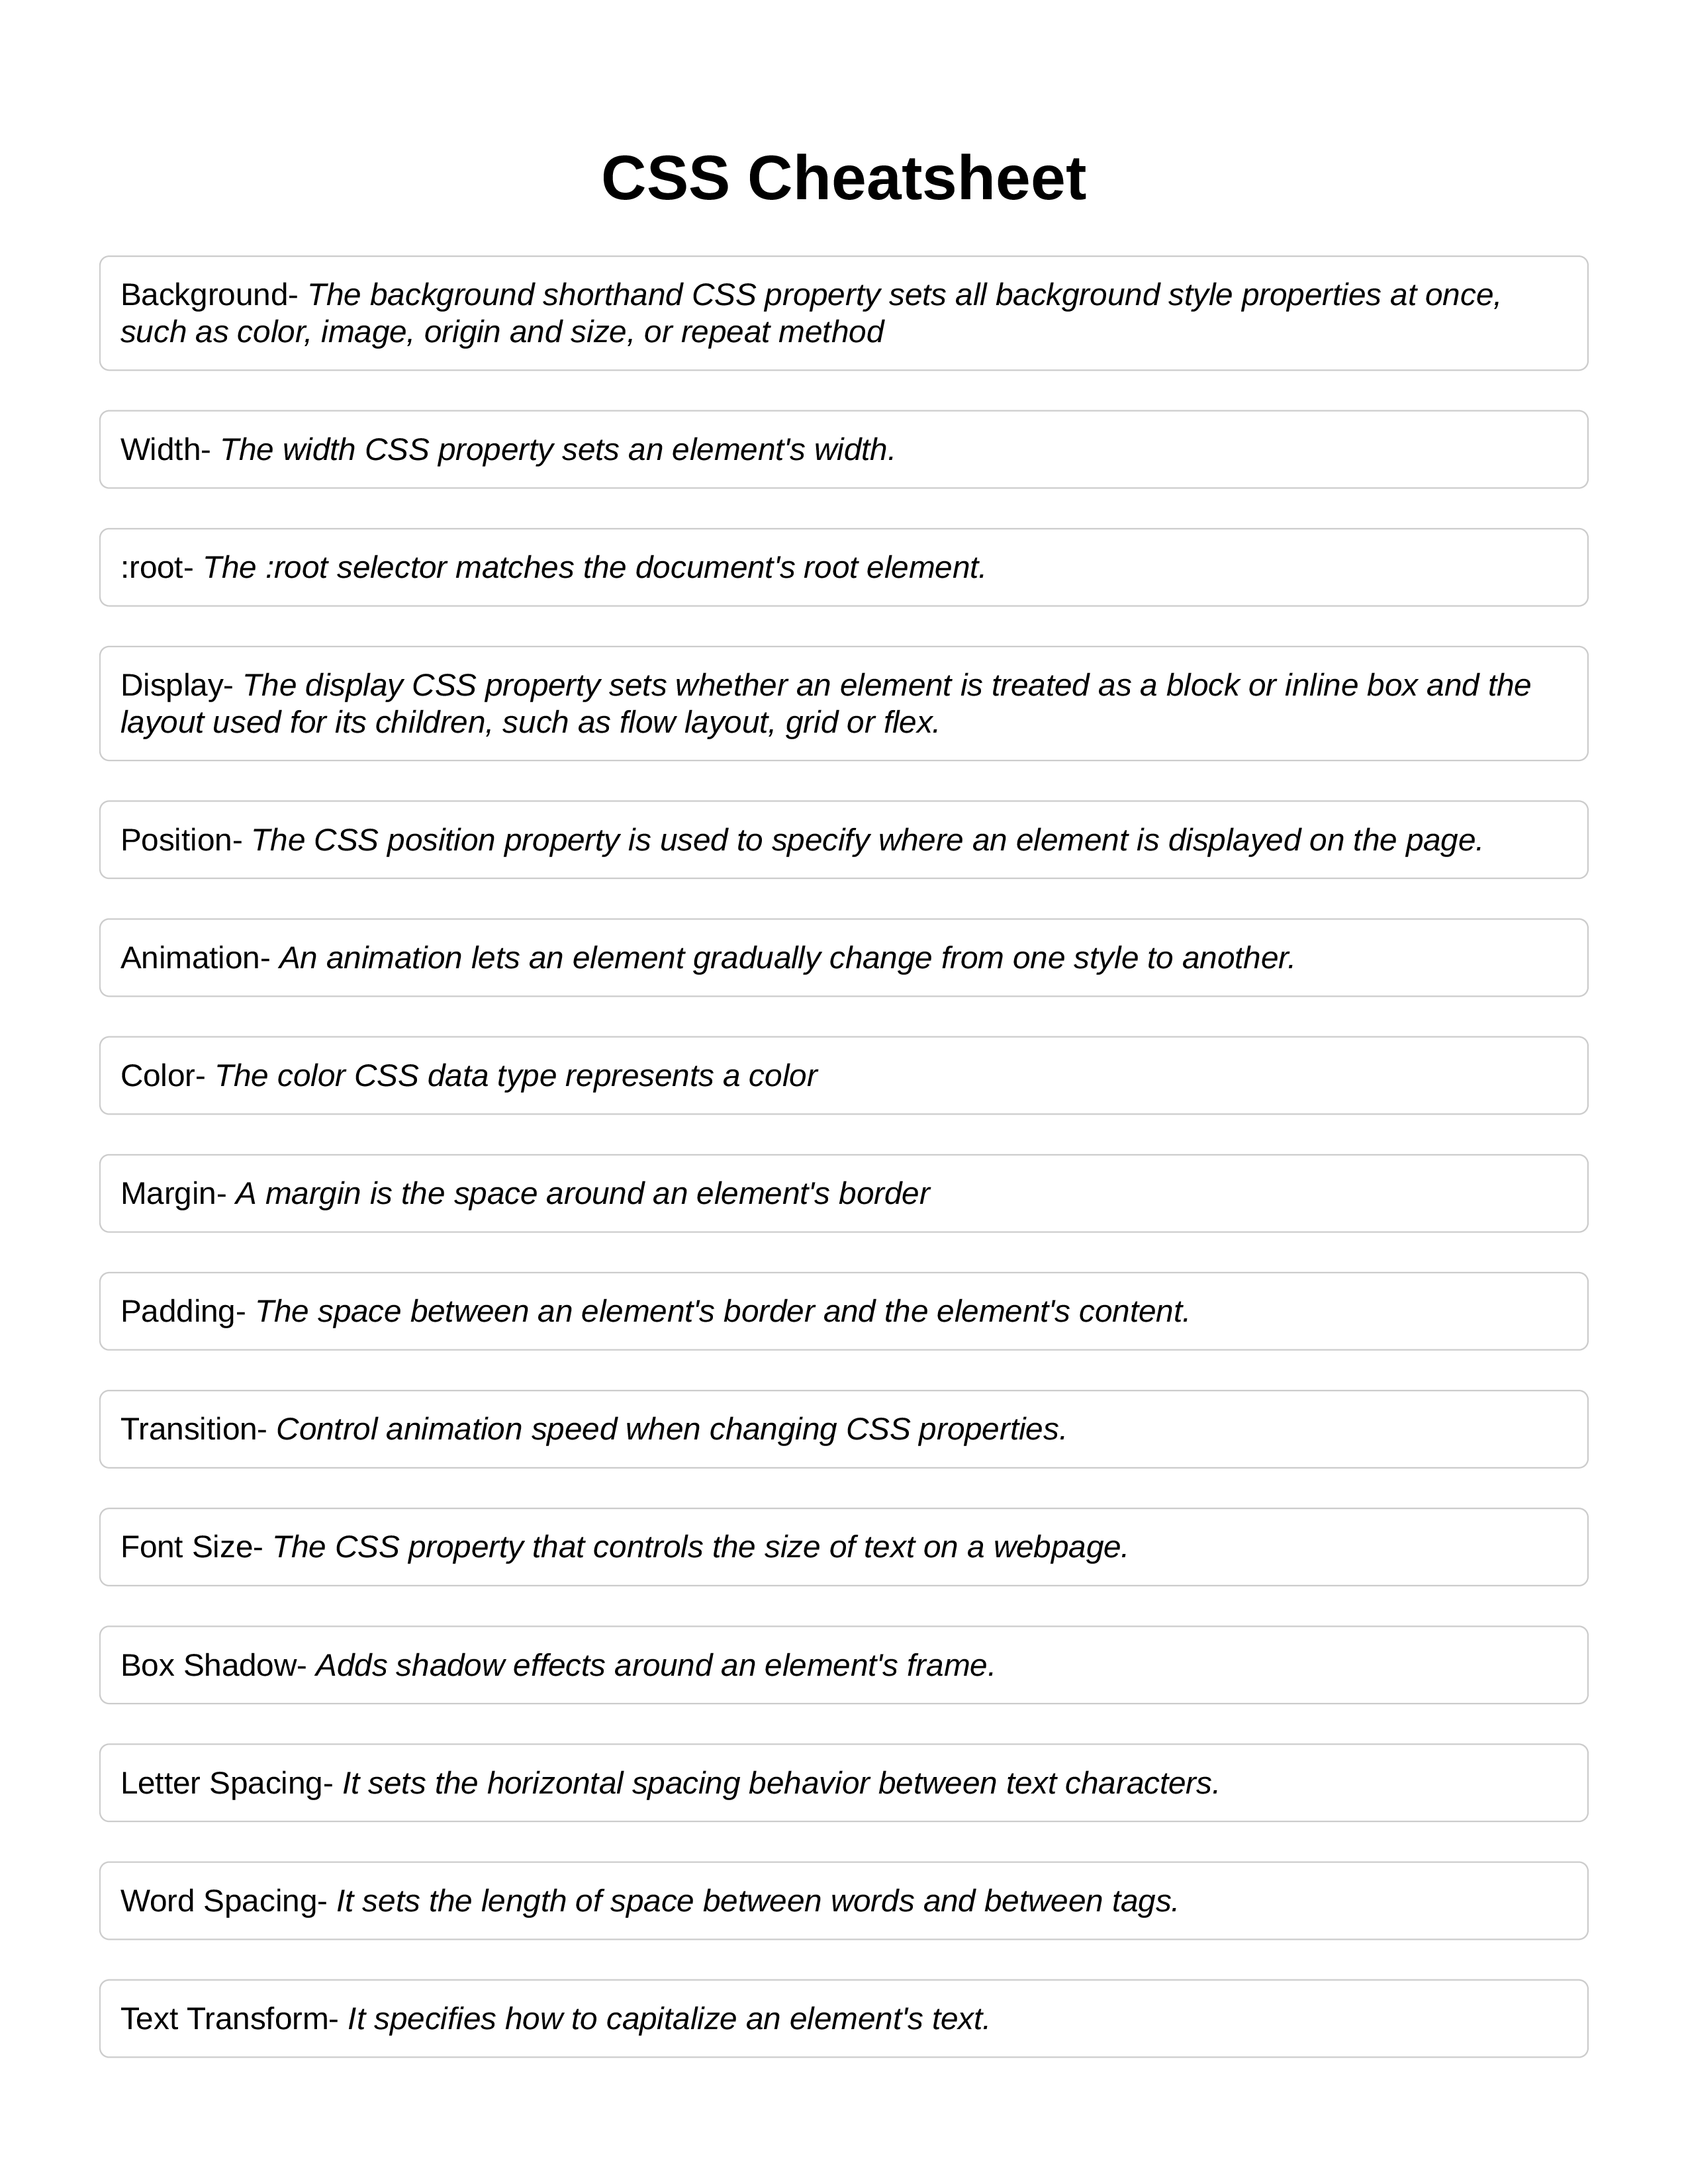 CSS Cheatsheet
Background- The background shorthand CSS property sets all background style properties at once,
such as color, image, origin and size, or repeat method
Width- The width CSS property sets an element's width.
:root- The :root selector matches the document's root element.
Display- The display CSS property sets whether an element is treated as a block or inline box and the
layout used for its children, such as flow layout, grid or flex.
Position- The CSS position property is used to specify where an element is displayed on the page.
Animation- An animation lets an element gradually change from one style to another.
Color- The color CSS data type represents a color
Margin- A margin is the space around an element's border
Padding- The space between an element's border and the element's content.
Transition- Control animation speed when changing CSS properties.
Font Size- The CSS property that controls the size of text on a webpage.
Box Shadow- Adds shadow effects around an element's frame.
Letter Spacing- It sets the horizontal spacing behavior between text characters.
Word Spacing- It sets the length of space between words and between tags.
Text Transform- It specifies how to capitalize an element's text.